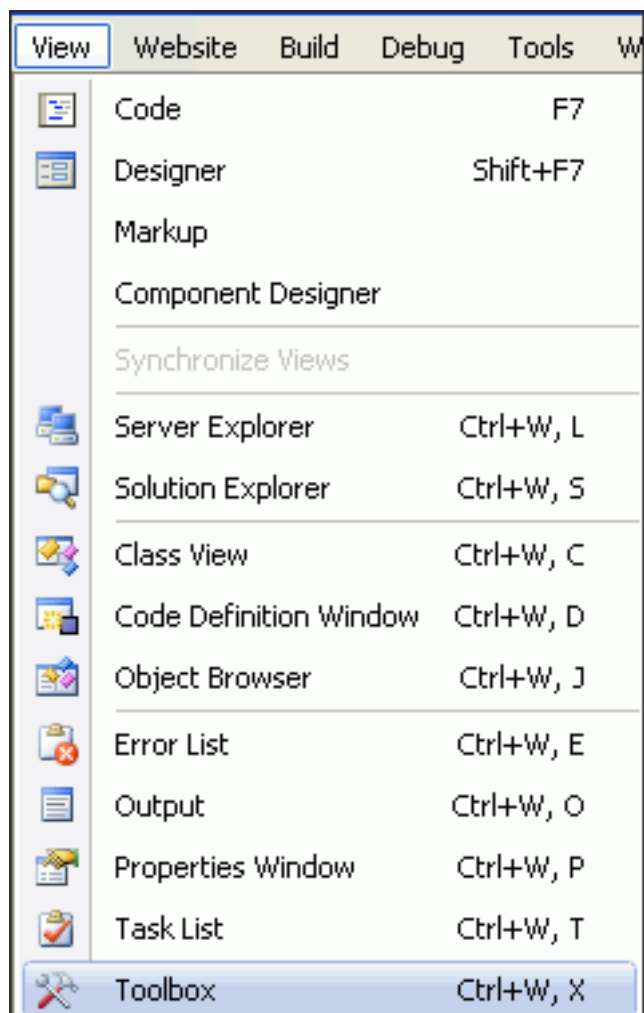 View Website Build Debug Tools W
Code F7
Designer Shift+F7
Markup
Component Designer
Synchronize Views
Server Explorer Ctrl+W, L
Solution Explorer Ctrl+W, S
Class View Ctrl+W, C
Code Definition Window Ctrl+W, D
Object Browser Ctrl+W, J
Error List Ctrl+W, E
Output Ctrl+W, O
Properties Window Ctrl+W, P
Task List Ctrl+W, T
Toolbox Ctrl+W, X